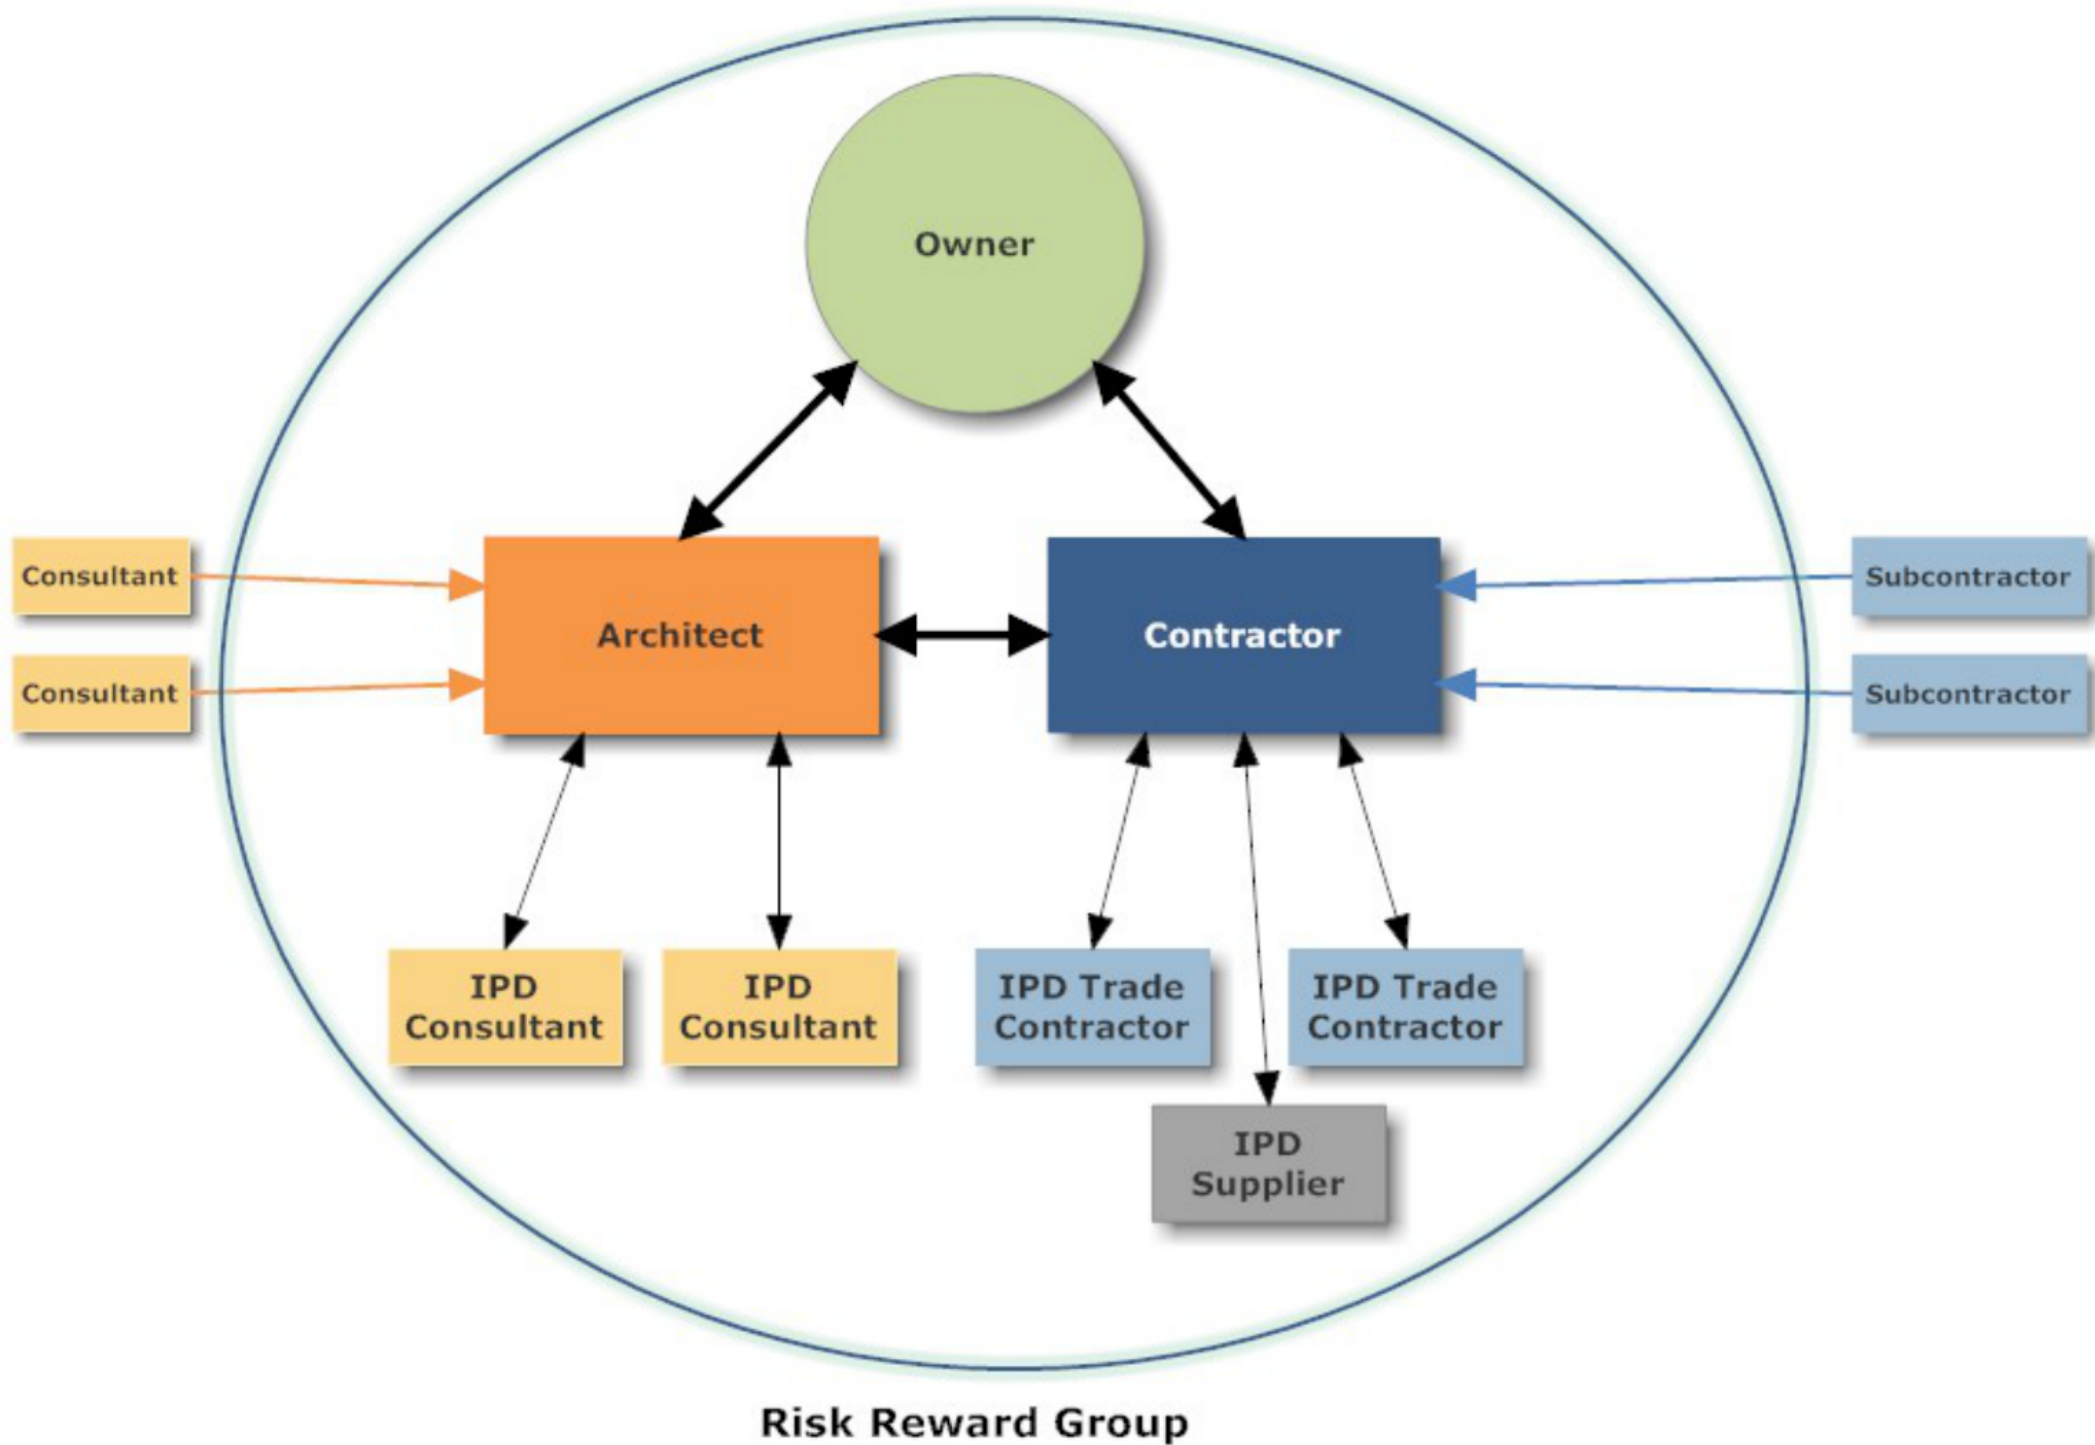 Owner
Consultant
Architect
Contractor
Subcontractor
Consultant
Subcontractor
IPD
Consultant
IPD
Consultant
IPD Trade
Contractor
IPD Trade
Contractor
IPD
Supplier
Risk Reward Group